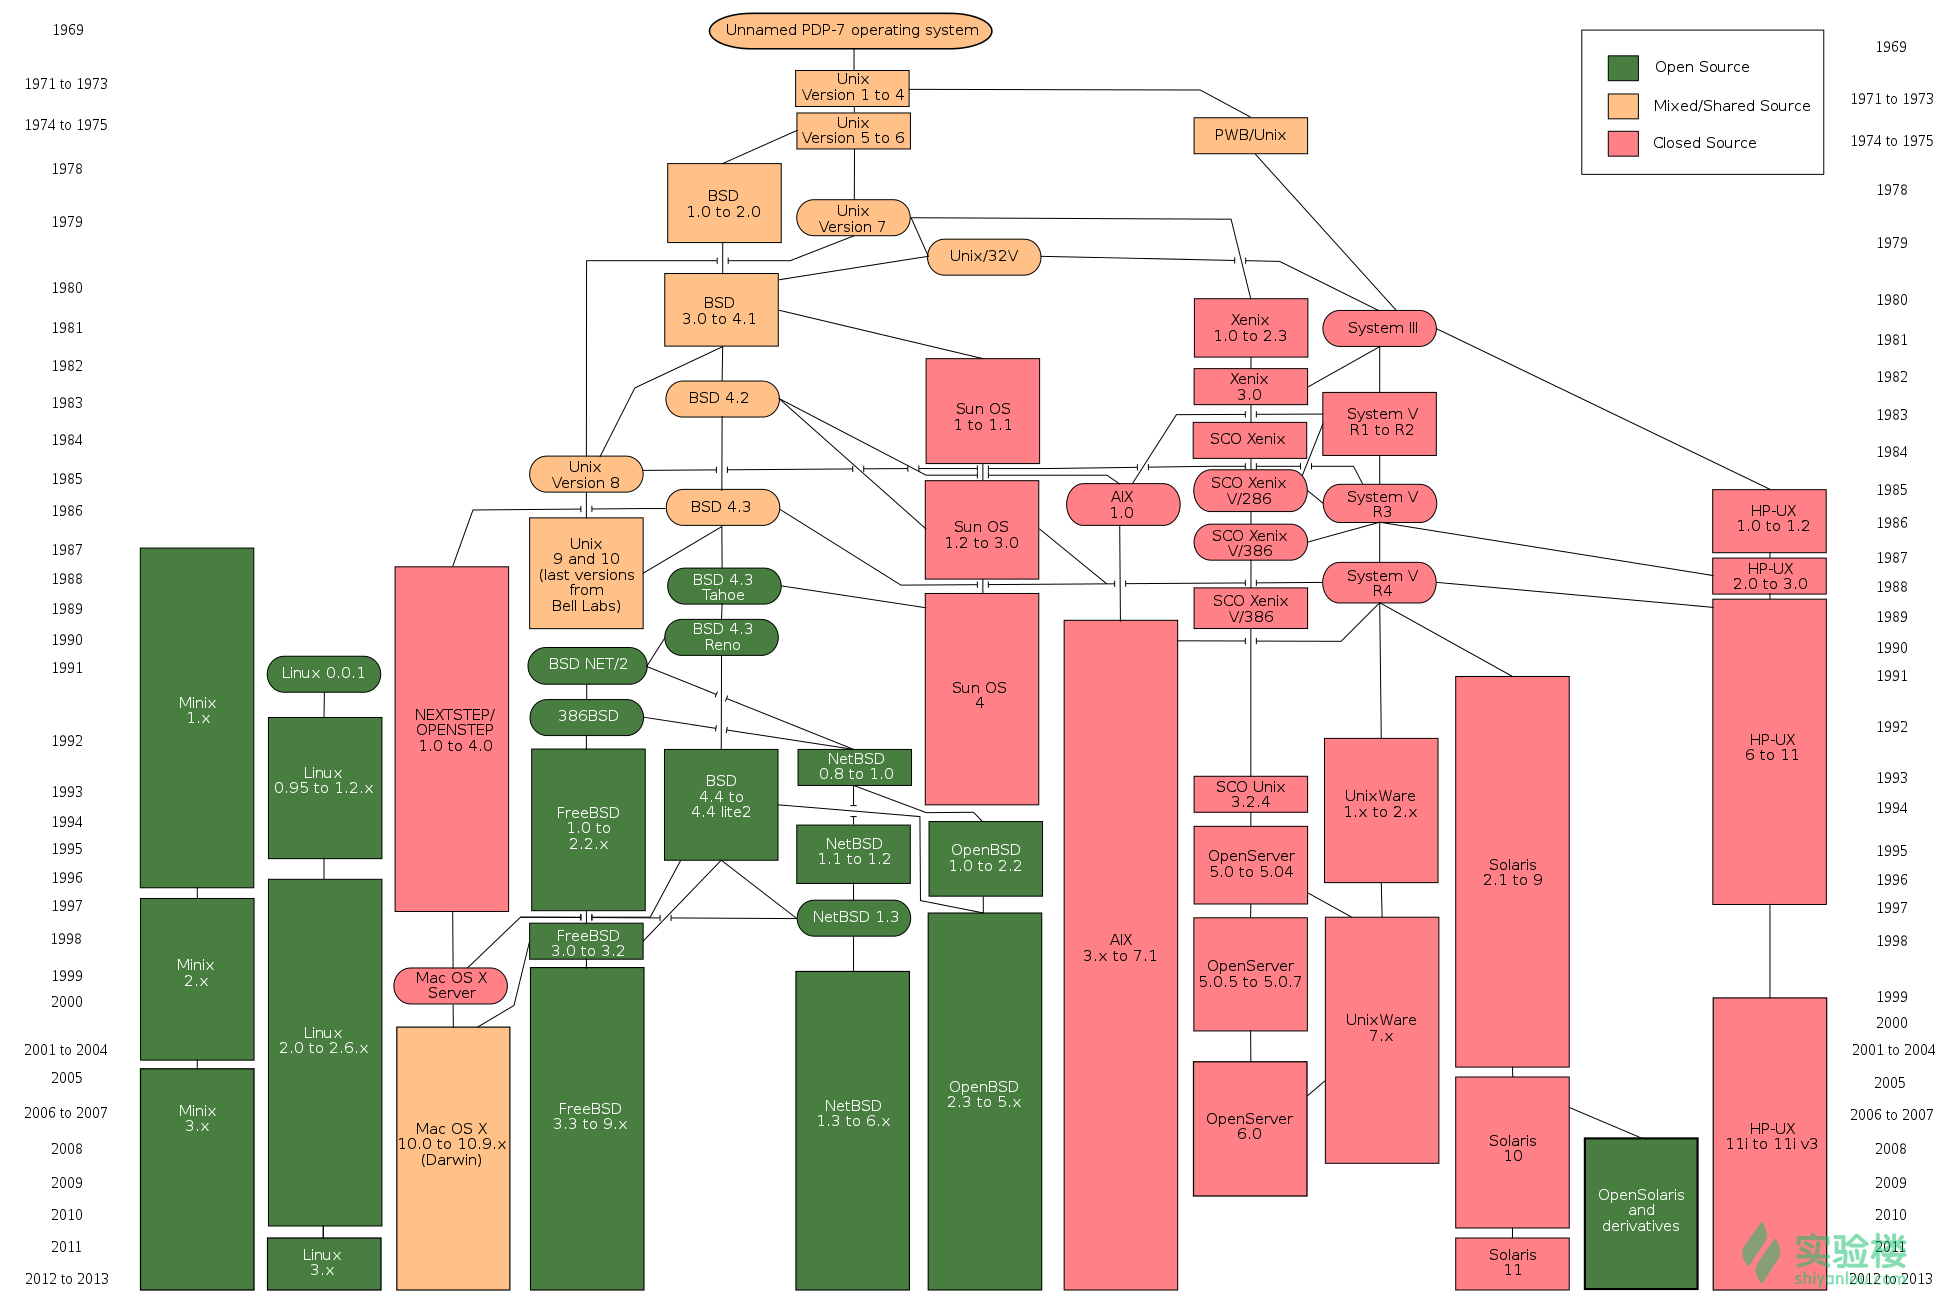 1969
1971 to 1973
1974 to 1975
1978
1979
1980
1981
1982
1983
1984
1985
1986
1987
1988
1989
1990
1991
1992
1993
1994
1995
1996
1997
1998
1999
2000
2001 to 2004
2005
2006 to 2007
2008
2009
2010
2011
2012 to 2013
Unnamed PDP-7 operating system
Unix
Version 1 to 4
Unix
Version 5 to 6
PWB/Unix
BSD
1.0 to 2.0
Unix
Version 7
Unix/32V
BSD
3.0 to 4.1
Xenix
1.0 to 2.3
System III
Xenix
3.0
BSD 4.2
Sun OS
1 to 1.1
System V
R1 to R2
SCO Xenix
Unix
Version 8
SCO Xenix
V/286
AIX
1.0
System V
R3
HP-UX
1.0 to 1.2
BSD 4.3
Sun OS
1.2 to 3.0
SCO Xenix
V/386
Unix
9 and 10
(last versions
from
Bell Labs)
HP-UX
2.0 to 3.0
BSD 4.3
Tahoe
System V
R4
SCO Xenix
V/386
BSD 4.3
Reno
BSD NET/2
Linux 0.0.1
Minix
1.x
NEXTSTEP/
OPENSTEP
1.0 to 4.0
386BSD
Sun OS
4
HP-UX
6 to 11
Linux
0.95 to 1.2.x
NetBSD
0.8 to 1.0
BSD
4.4 to
4.4 lite2
SCO Unix
3.2.4
UnixWare
1.x to 2.x
FreeBSD
1.0 to
2.2.x
NetBSD
1.1 to 1.2
OpenBSD
1.0 to 2.2
OpenServer
5.0 to 5.04
Solaris
2.1 to 9
NetBSD 1.3
FreeBSD
3.0 to 3.2
AIX
3.x to 7.1
Minix
2.x
Mac OS X
Server
OpenServer
5.0.5 to 5.0.7
Linux
2.0 to 2.6.x
UnixWare
7.x
Minix
3.x
Mac OS X
10.0 to 10.9.x
(Darwin)
FreeBSD
3.3 to 9.x
NetBSD
1.3 to 6.x
OpenBSD
2.3 to 5.x
OpenServer
6.0
Solaris
10
HP-UX
11i to 11i v3
OpenSolaris
and
derivatives
Linux
3.x
Solaris
11
Open Source
Mixed/Shared Source
Closed Source
1969
1971 to 1973
1974 to 1975
1978
1979
1980
1981
1982
1983
1984
1985
1986
1987
1988
1989
1990
1991
1992
1993
1994
1995
1996
1997
1998
1999
2000
2001 to 2004
2005
2006 to 2007
2008
2009
2010
2011
2012 to 2013
实验楼
shiyanlou.com